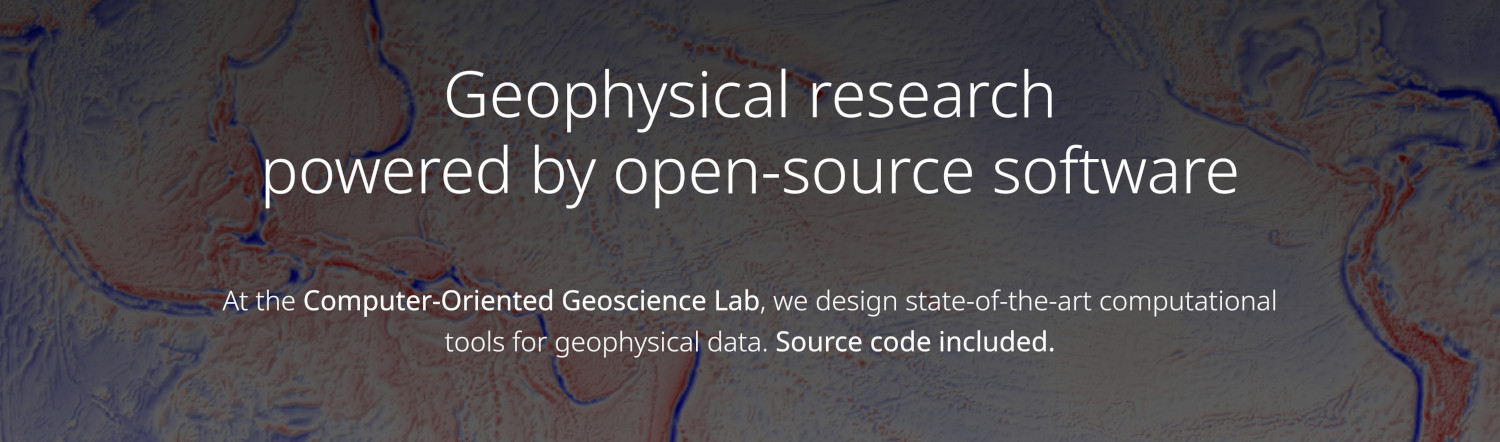 Geophysical research
powered by open-source software
At the Computer-Oriented Geoscience Lab, we design state-of-the-art computational
tools for geophysical data. Source code included.